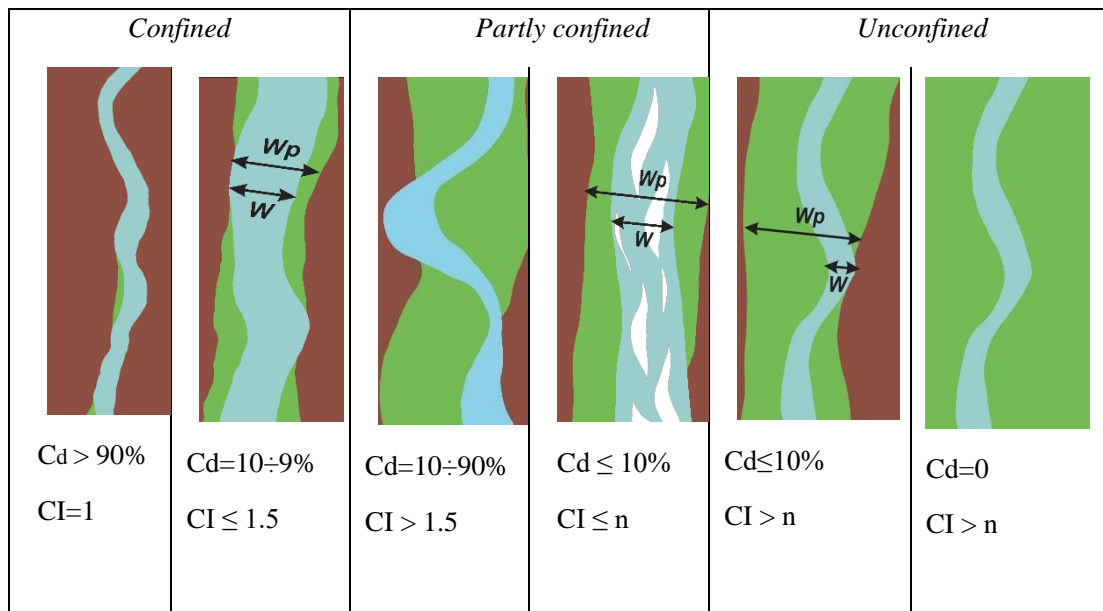 Confined
Partly confined
Unconfined
Wp
W
Wp
W
Wp
W
Cd > 90%
CI=1
Cd=10÷9%
CI ≤ 1.5
Cd=10÷90%
CI > 1.5
Cd ≤ 10%
CI ≤ n
Cd≤10%
CI > n
Cd=0
CI > n